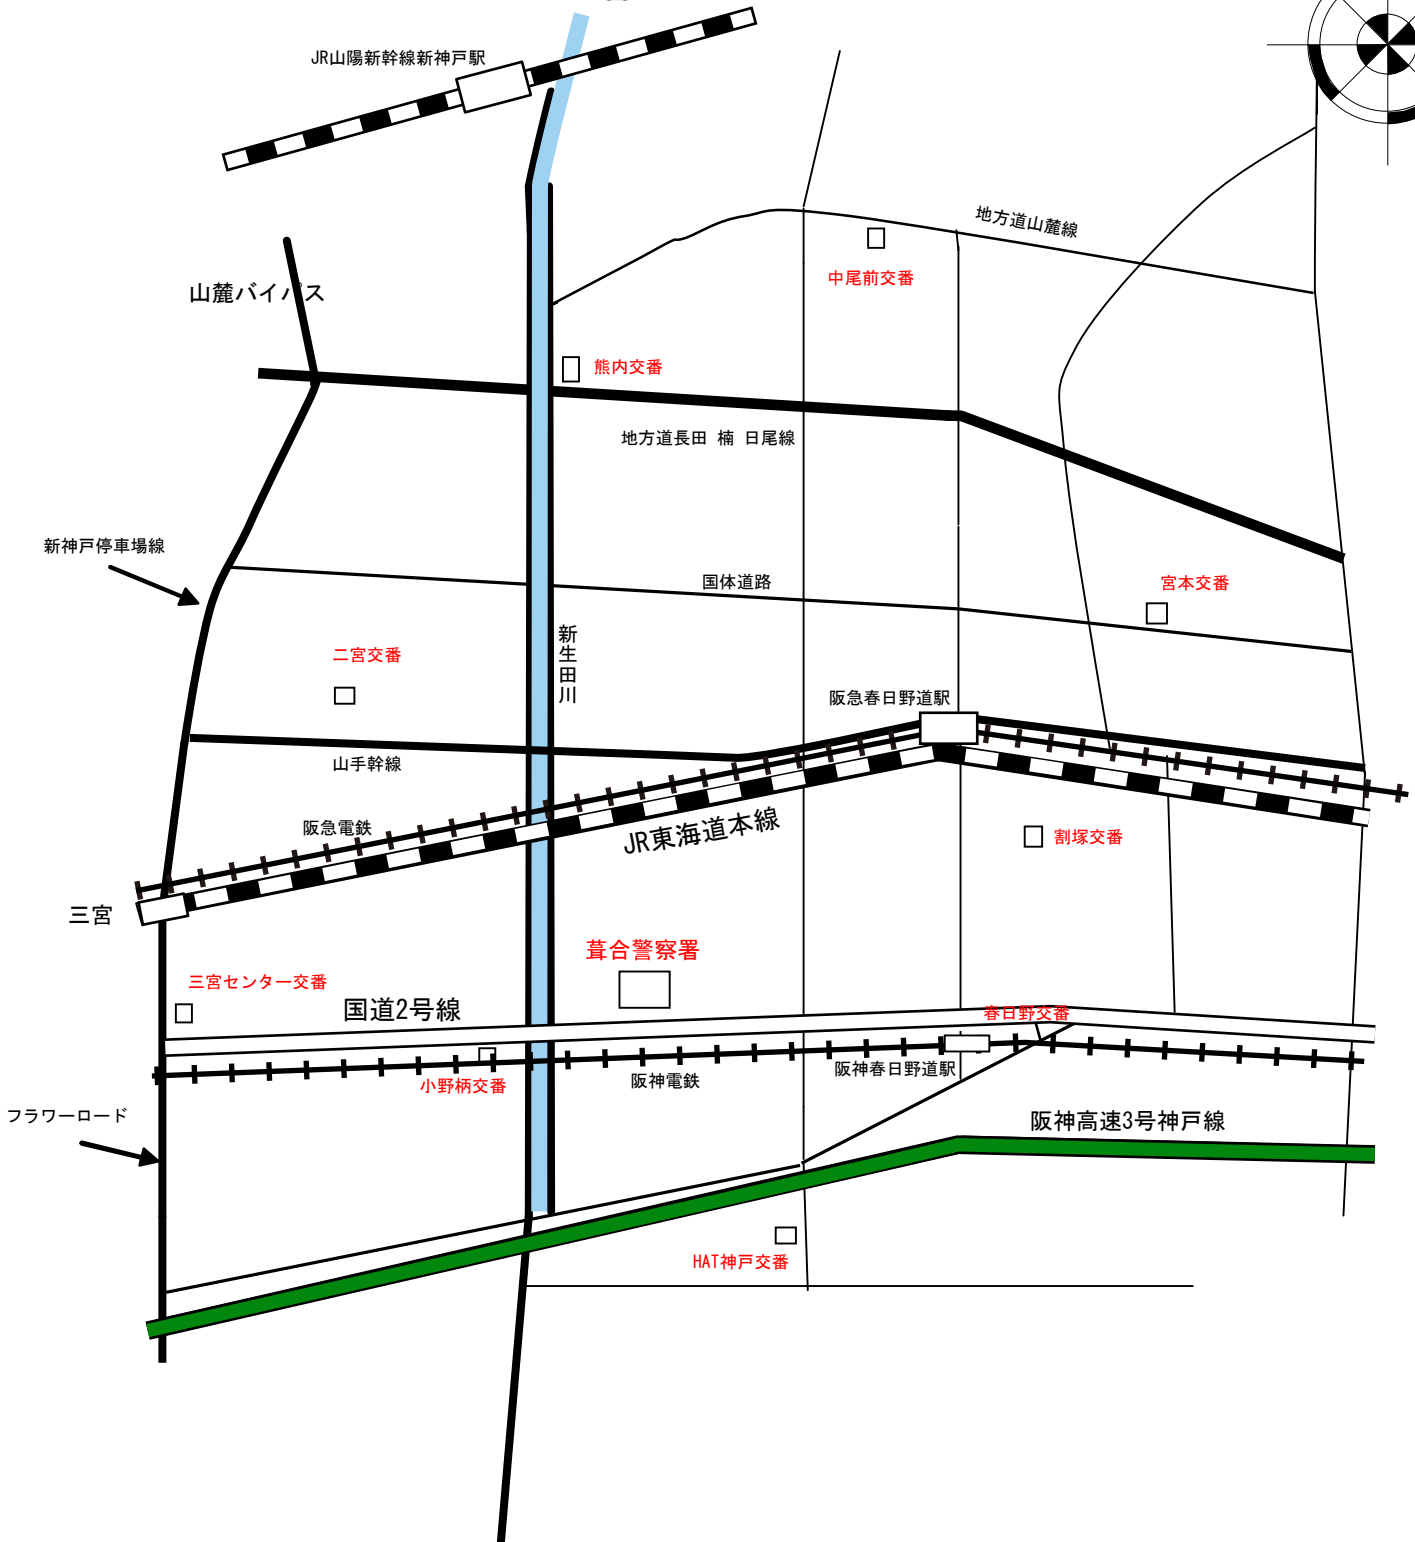 JR山陽新幹線新神戸駅
地方道山麓線
中尾前交番
山麓バイパス
熊内交番
地方道長田 楠 日尾線
新神戸停車場線
国体道路
宮本交番
新生田川
二宮交番
阪急春日野道駅
山手幹線
阪急電鉄
JR東海道本線
割塚交番
三宮
葺合警察署
三宮センター交番
国道2号線
春日野交番
阪神春日野道駅
阪神電鉄
小野柄交番
フラワーロード
阪神高速3号神戸線
HAT神戸交番